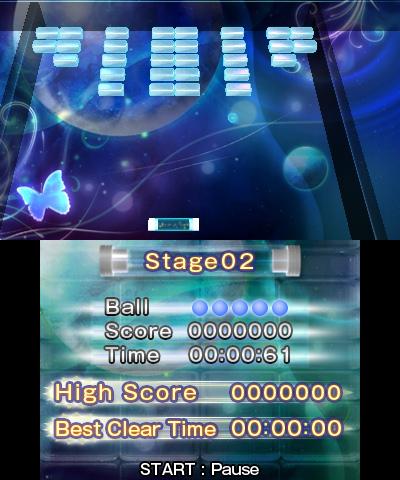 Stage02
Ball
Score 0000000
Time 00:00:61
High Score 0000000
Best Clear Time 00:00:00
START : Pause